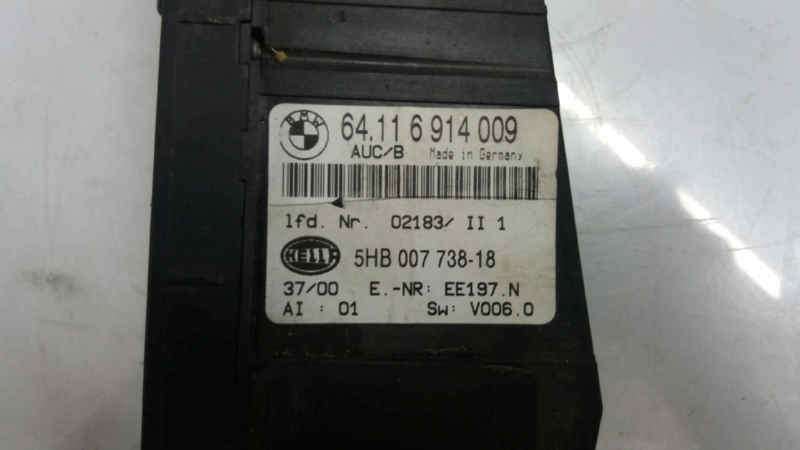 BMW
64.11 6 914 009
AUC/B Made in Germany
lfd. Nr. 02183/ II 1
HELLA
5HB 007 738-18
37/00 E.-NR: EE197.N
AI : 01 Sw: V006.0